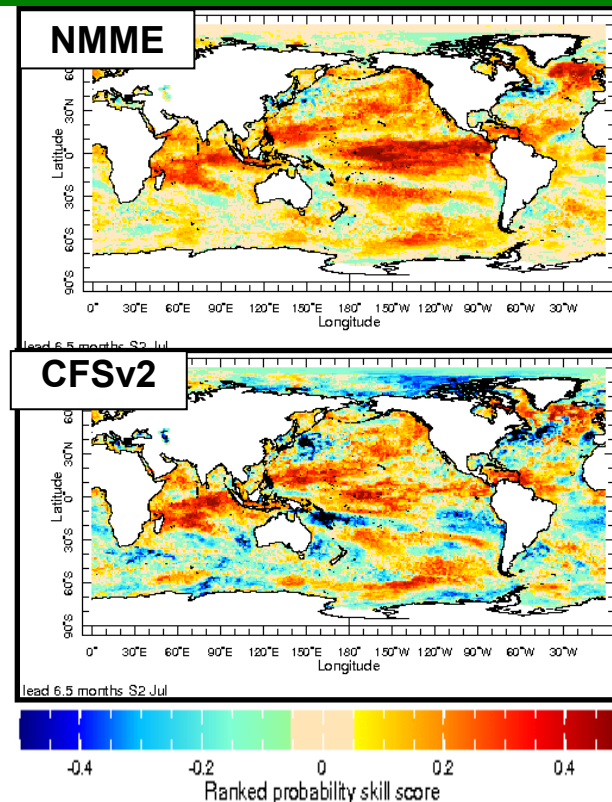 NMME
Latitude
60
30°N
0
30°S
60°S
90°S
0° 30°E 60°E 90°E 120°E 150°E 180°W 150°W 120°W 90°W 60°W 30°W
Longitude
lead 6.5 months S2 Jul
CFSv2
Latitude
60
30°N
0
30°S
60°S
90°S
0° 30°E 60°E 90°E 120°E 150°E 180°W 150°W 120°W 90°W 60°W 30°W
Longitude
lead 6.5 months S2 Jul
-0.4 -0.2 0 0.2 0.4
Ranked probability skill score